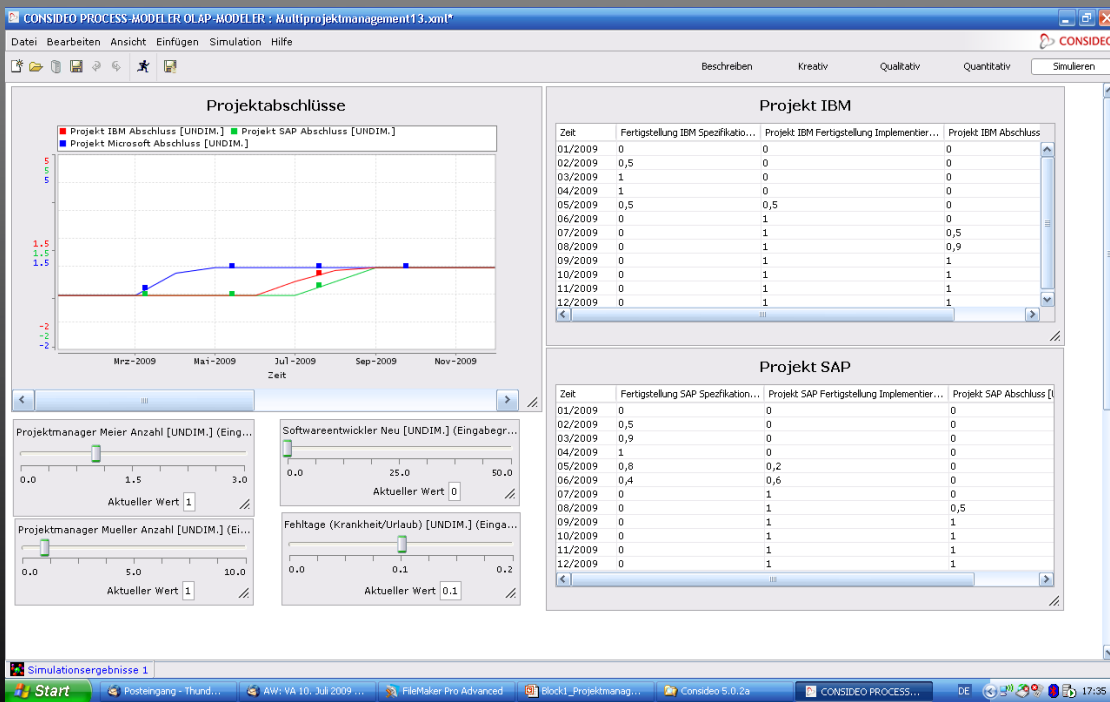 CONSIDEO PROCESS-MODELER OLAP-MODELER : Multiprojektmanagement13.xml*
Datei Bearbeiten Ansicht Einfügen Simulation Hilfe
CONSIDEO
Beschreiben Kreativ Qualitativ Quantitativ Simulieren
Projektabschlüsse
Projekt IBM Abschluss [UNDIM.] Projekt SAP Abschluss [UNDIM.]
Projekt Microsoft Abschluss [UNDIM.]
5
5
5
1.5
1.5
1.5
-2
-2
-2
Mrz-2009 Mai-2009 Jul-2009 Sep-2009 Nov-2009
Zeit
Projektmanager Meier Anzahl [UNDIM.] (Eing...
0.0 1.5 3.0
Aktueller Wert 1
Softwareentwickler Neu [UNDIM.] (Eingabegr...
0.0 25.0 50.0
Aktueller Wert 0
Projektmanager Mueller Anzahl [UNDIM.] (Ei...
0.0 5.0 10.0
Aktueller Wert 1
Fehltage (Krankheit/Urlaub) [UNDIM.] (Einga...
0.0 0.1 0.2
Aktueller Wert 0.1
Projekt IBM
Zeit Fertigstellung IBM Spezifikatio... Projekt IBM Fertigstellung Implementier... Projekt IBM Abschluss
01/2009 0 0 0
02/2009 0,5 0 0
03/2009 1 0 0
04/2009 1 0 0
05/2009 0,5 0,5 0
06/2009 0 1 0
07/2009 0 1 0,5
08/2009 0 1 0,9
09/2009 0 1 1
10/2009 0 1 1
11/2009 0 1 1
12/2009 0 1 1
Projekt SAP
Zeit Fertigstellung SAP Spezfikation... Projekt SAP Fertigstellung Implementier... Projekt SAP Abschluss [U
01/2009 0 0 0
02/2009 0,5 0 0
03/2009 0,9 0 0
04/2009 1 0 0
05/2009 0,8 0,2 0
06/2009 0,4 0,6 0
07/2009 0 1 0
08/2009 0 1 0,5
09/2009 0 1 1
10/2009 0 1 1
11/2009 0 1 1
12/2009 0 1 1
Simulationsergebnisse 1
Start Posteingang - Thund... AW: VA 10. Juli 2009 ... FileMaker Pro Advanced Block1_Projektmanag... Consideo 5.0.2a CONSIDEO PROCESS... DE 17:35